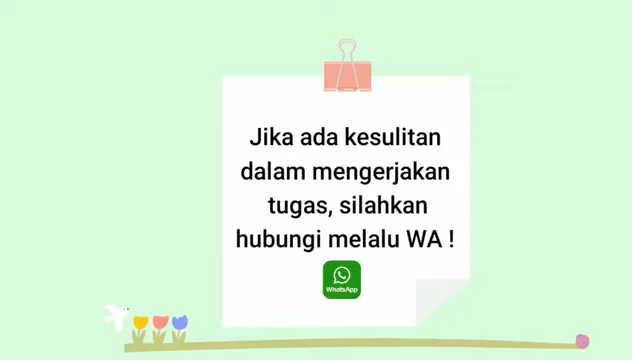 Jika ada kesulitan
dalam mengerjakan
tugas, silahkan
hubungi melalu WA !
WhatsApp